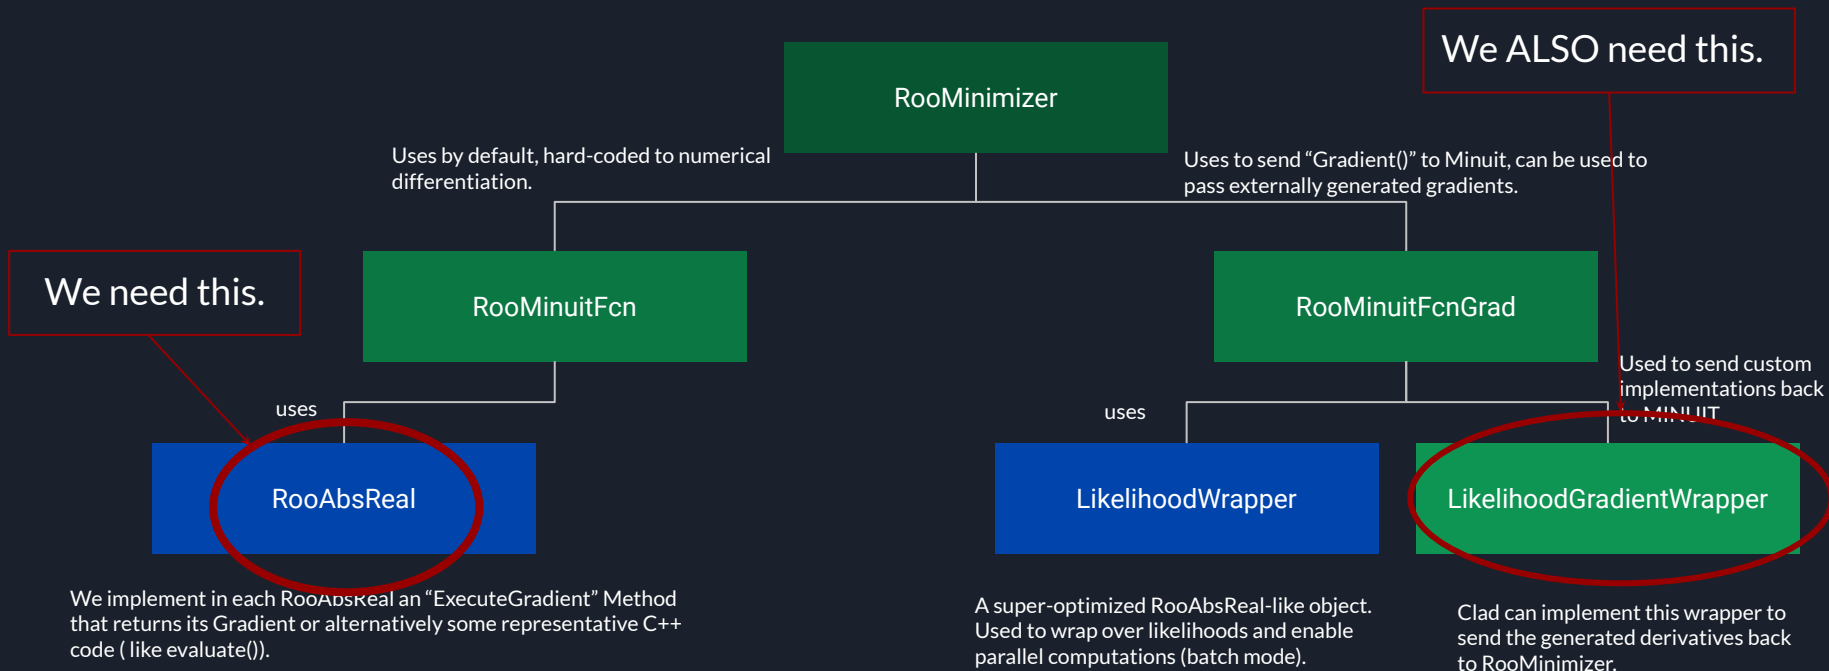 We ALSO need this.
RooMinimizer
Uses by default, hard-coded to numerical
differentiation.
Uses to send “Gradient()” to Minuit, can be used to
pass externally generated gradients.
We need this.
RooMinuitFcn
RooMinuitFcnGrad
Used to send custom
implementations back
to MINUIT
uses
uses
RooAbsReal
LikelihoodWrapper
LikelihoodGradientWrapper
We implement in each RooAbsReal an “ExecuteGradient” Method
that returns its Gradient or alternatively some representative C++
code ( like evaluate()).
A super-optimized RooAbsReal-like object.
Used to wrap over likelihoods and enable
parallel computations (batch mode).
Clad can implement this wrapper to
send the generated derivatives back
to RooMinimizer.